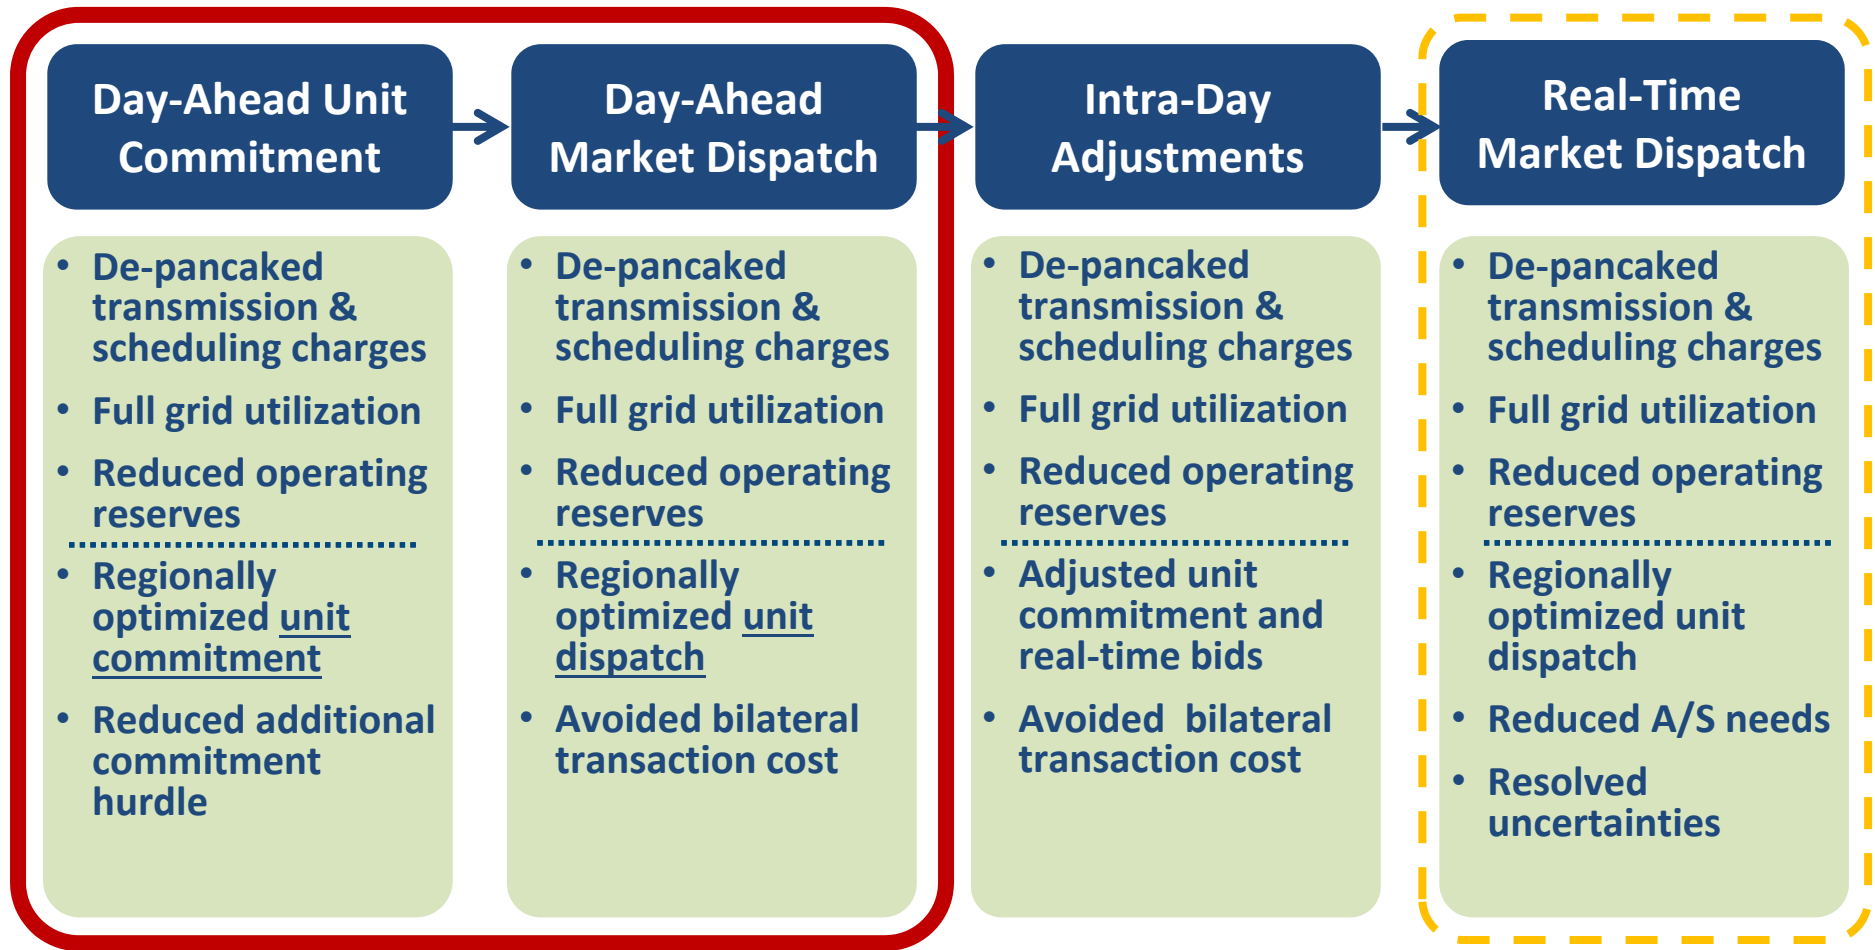 Day-Ahead Unit
Commitment
• De-pancaked
transmission &
scheduling charges
• Full grid utilization
• Reduced operating
reserves
• Regionally
optimized unit
commitment
• Reduced additional
commitment
hurdle
Day-Ahead
Market Dispatch
• De-pancaked
transmission &
scheduling charges
• Full grid utilization
• Reduced operating
reserves
• Regionally
optimized unit
dispatch
• Avoided bilateral
transaction cost
Intra-Day
Adjustments
• De-pancaked
transmission &
scheduling charges
• Full grid utilization
• Reduced operating
reserves
• Adjusted unit
commitment and
real-time bids
• Avoided  bilateral
transaction cost
Real-Time
Market Dispatch
• De-pancaked
transmission &
scheduling charges
• Full grid utilization
• Reduced operating
reserves
• Regionally
optimized unit
dispatch
• Reduced A/S needs
• Resolved
uncertainties